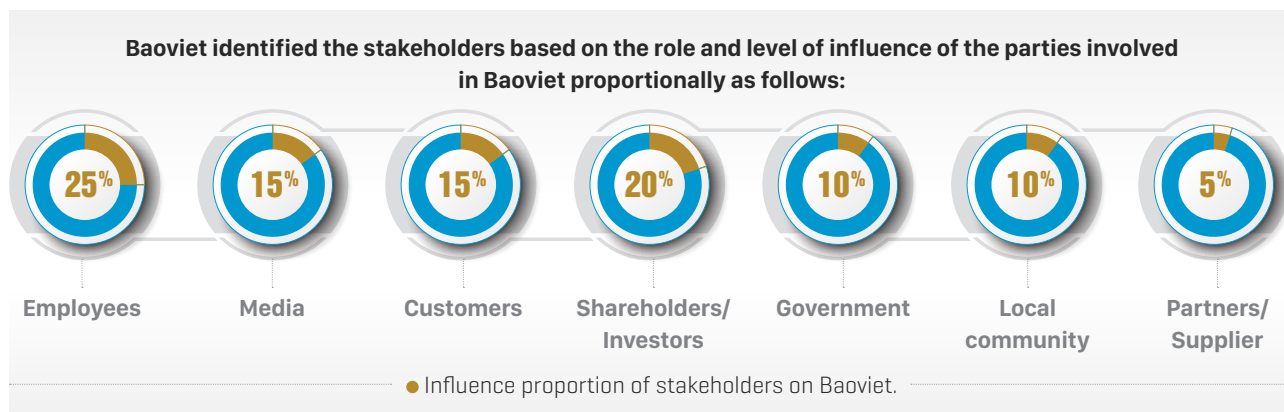 Baoviet identified the stakeholders based on the role and level of influence of the parties involved
in Baoviet proportionally as follows:
25%
15%
15%
20%
10%
10%
5%
Employees
Media
Customers
Shareholders/
Investors
Government
Local
community
Partners/
Supplier
Influence proportion of stakeholders on Baoviet.